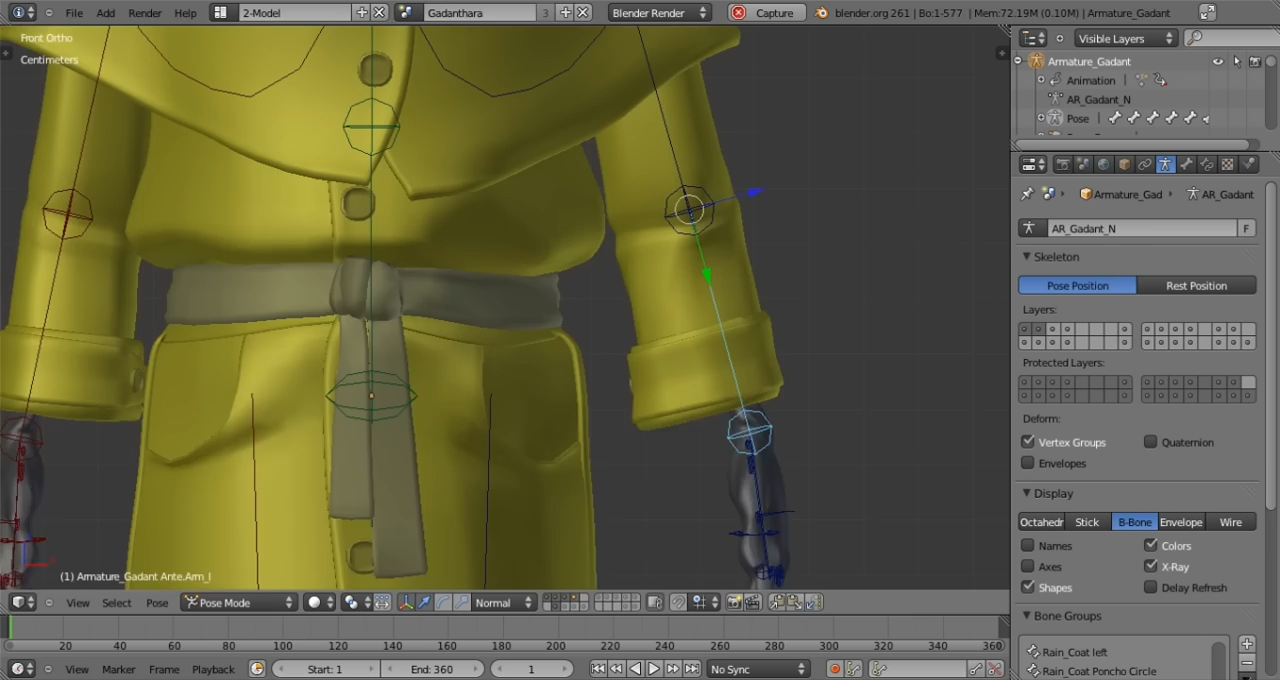 File Add Render Help 2-Model Gadanthara 3 Blender Render Capture blender.org 261 | Bo:1-577 | Mem:72.19M (0.10M) | Armature_Gadant
Front Ortho
Centimeters
Visible Layers
Armature_Gadant
Animation
AR_Gadant_N
Pose
Armature_Gad AR_Gadant
AR_Gadant_N F
Skeleton
Pose Position Rest Position
Layers:
Protected Layers:
Deform:
Vertex Groups Quaternion
Envelopes
Display
Octahedr Stick B-Bone Envelope Wire
Names Colors
Axes X-Ray
Shapes Delay Refresh
Bone Groups
Rain_Coat left
Rain_Coat Poncho Circle
(1) Armature_Gadant Ante.Arm_l
View Select Pose Pose Mode Normal
20 40 60 80 100 120 140 160 180 200 220 240 260 280 300 320 340 360
View Marker Frame Playback Start: 1 End: 360 1 No Sync